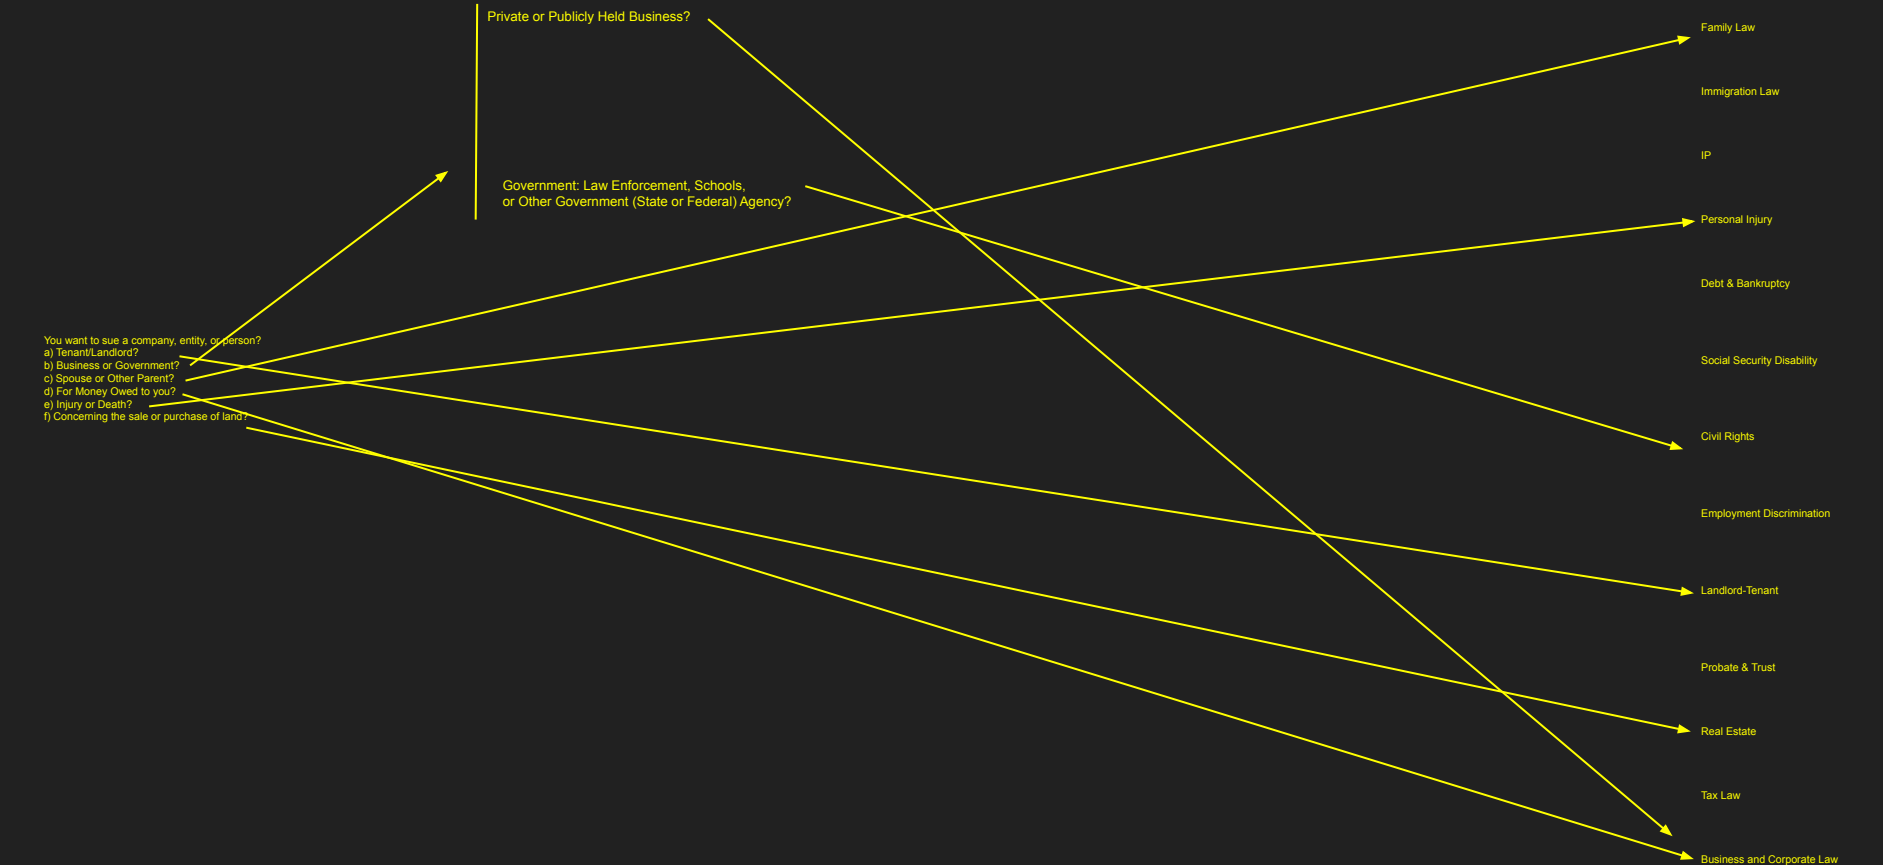 Private or Publicly Held Business?
Government: Law Enforcement, Schools,
or Other Government (State or Federal) Agency?
You want to sue a company, entity, or person?
a) Tenant/Landlord?
b) Business or Government?
c) Spouse or Other Parent?
d) For Money Owed to you?
e) Injury or Death?
f) Concerning the sale or purchase of land?
Family Law
Immigration Law
IP
Personal Injury
Debt & Bankruptcy
Social Security Disability
Civil Rights
Employment Discrimination
Landlord-Tenant
Probate & Trust
Real Estate
Tax Law
Business and Corporate Law